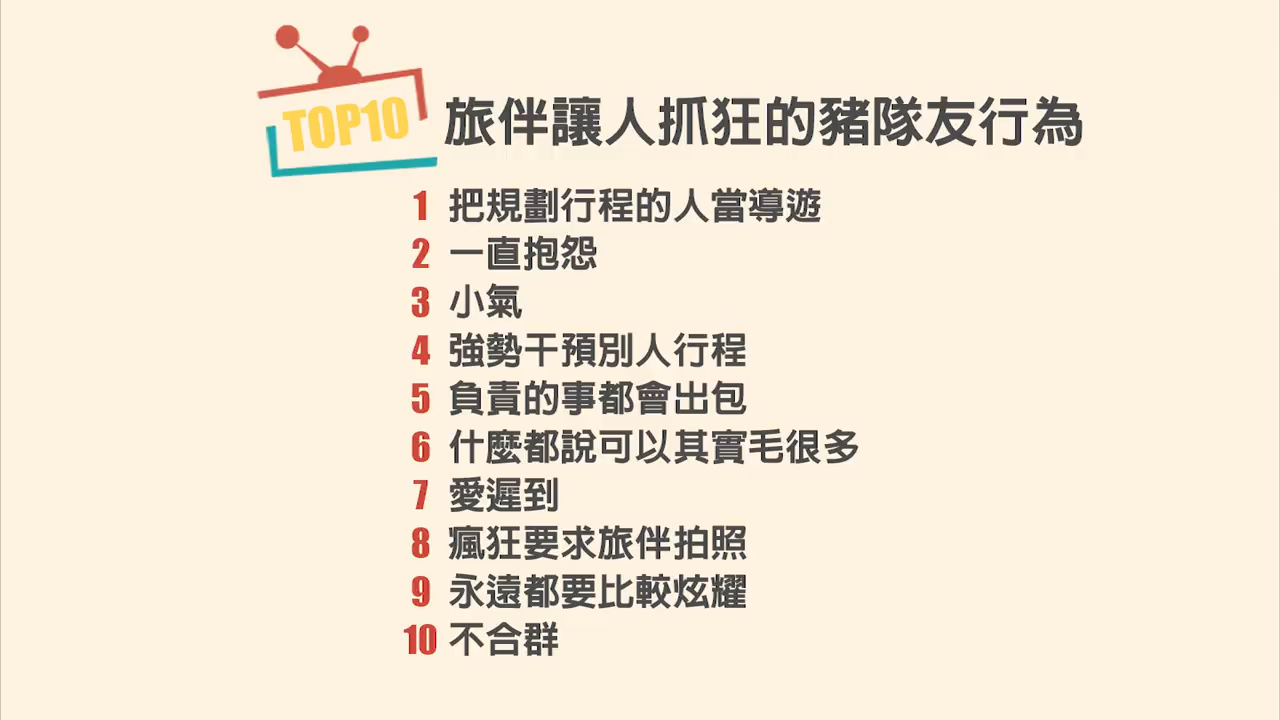 TOP10 旅伴讓人抓狂的豬隊友行為
1 把規劃行程的人當導遊
2 一直抱怨
3 小氣
4 強勢干預別人行程
5 負責的事都會出包
6 什麼都說可以其實毛很多
7 愛遲到
8 瘋狂要求旅伴拍照
9 永遠都要比較炫耀
10 不合群